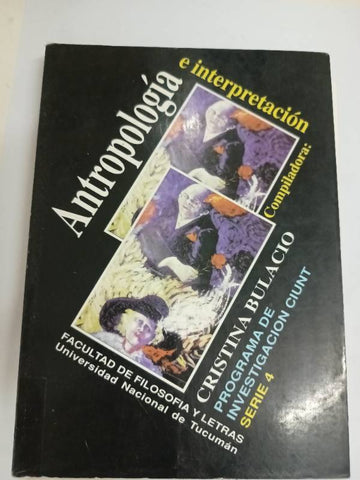 Antropología
e interpretación
Compiladora:
CRISTINA BULACIO
PROGRAMA DE
INVESTIGACION CIUNT
SERIE 4
FACULTAD DE FILOSOFIA Y LETRAS
Universidad Nacional de Tucumán